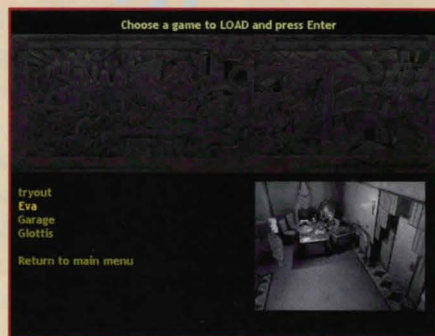 Choose a game to LOAD and press Enter
tryout
Eva
Garage
Glottis
Return to main menu